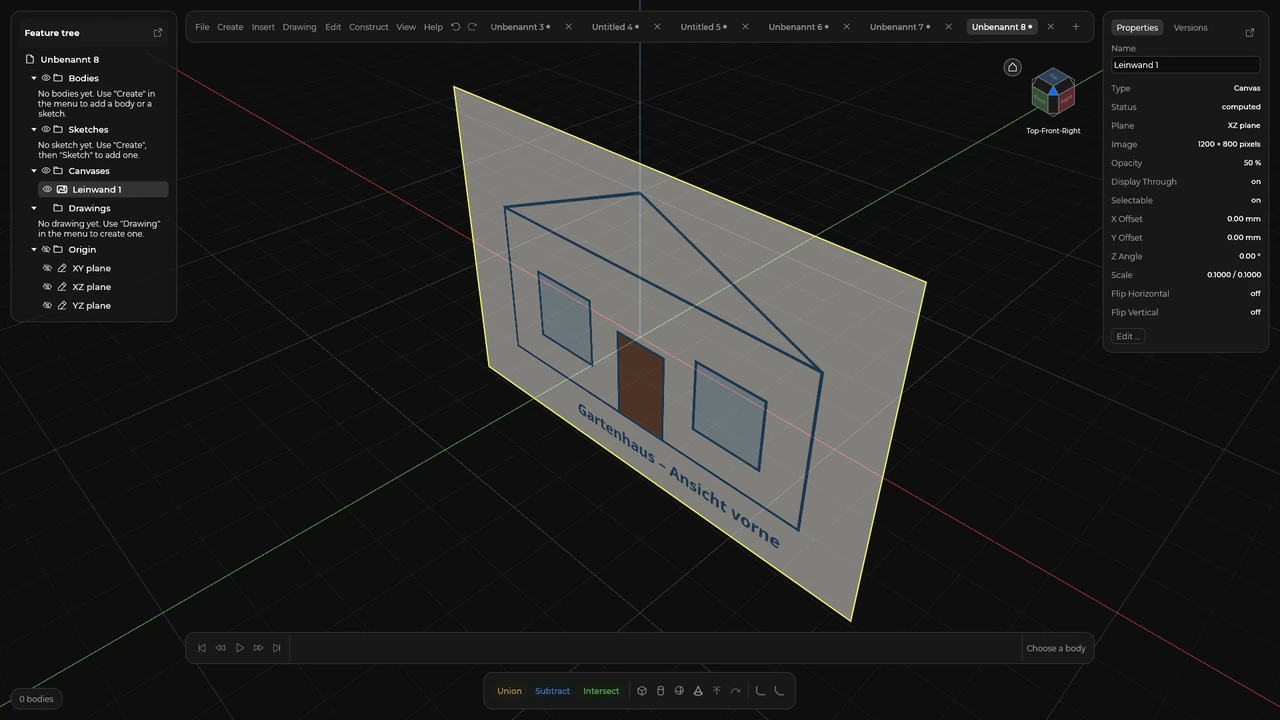 Feature tree
Unbenannt 8
Bodies
No bodies yet. Use "Create" in
the menu to add a body or a
sketch.
Sketches
No sketch yet. Use "Create",
then "Sketch" to add one.
Canvases
Leinwand 1
Drawings
No drawing yet. Use "Drawing"
in the menu to create one.
Origin
XY plane
XZ plane
YZ plane
File Create Insert Drawing Edit Construct View Help
Unbenannt 3 Untitled 4 Untitled 5 Unbenannt 6 Unbenannt 7 Unbenannt 8
Top-Front-Right
Gartenhaus – Ansicht vorne
Properties Versions
Name
Leinwand 1
Type Canvas
Status computed
Plane XZ plane
Image 1200 × 800 pixels
Opacity 50 %
Display Through on
Selectable on
X Offset 0.00 mm
Y Offset 0.00 mm
Z Angle 0.00 °
Scale 0.1000 / 0.1000
Flip Horizontal off
Flip Vertical off
Edit ...
Choose a body
Union Subtract Intersect
0 bodies